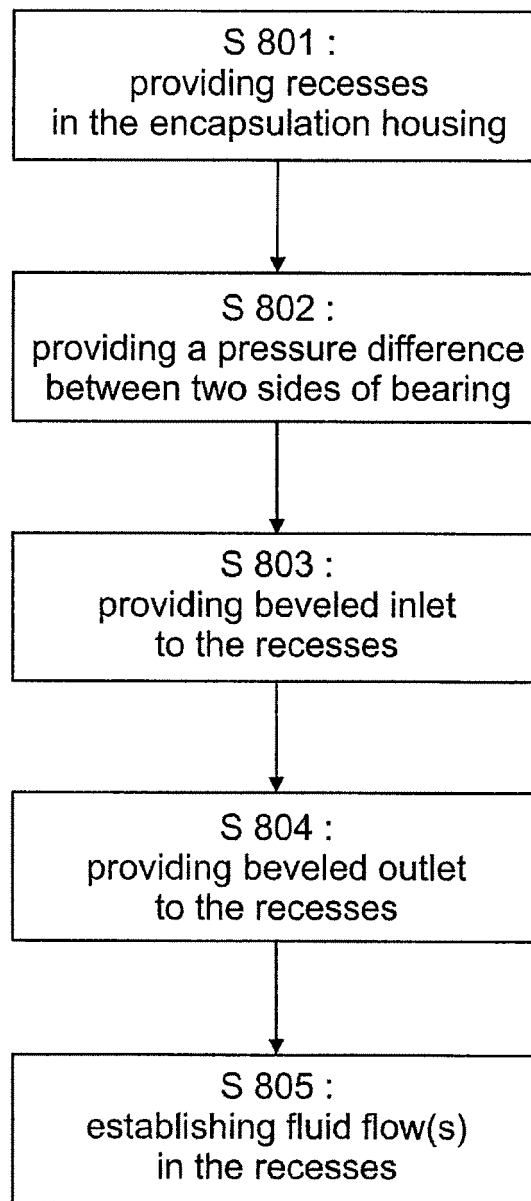 S 801 :
providing recesses
in the encapsulation housing
S 802 :
providing a pressure difference
between two sides of bearing
S 803 :
providing beveled inlet
to the recesses
S 804 :
providing beveled outlet
to the recesses
S 805 :
establishing fluid flow(s)
in the recesses